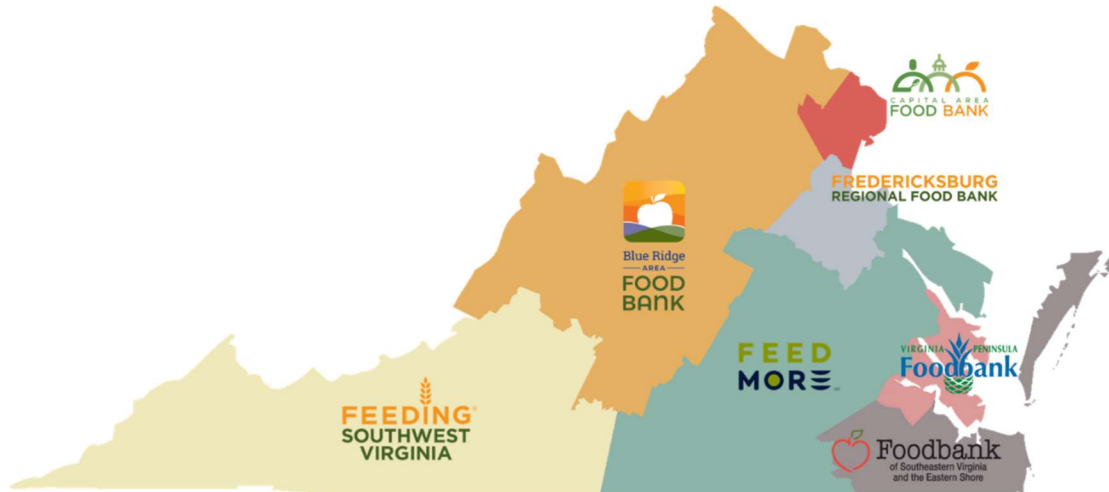 CAPITAL AREA
FOOD BANK
FREDERICKSBURG
REGIONAL FOOD BANK
Blue Ridge
AREA
FOOD
BANK
FEED
MORE
VIRGINIA PENINSULA
Foodbank
FEEDING®
SOUTHWEST
VIRGINIA
Foodbank
of Southeastern Virginia
and the Eastern Shore